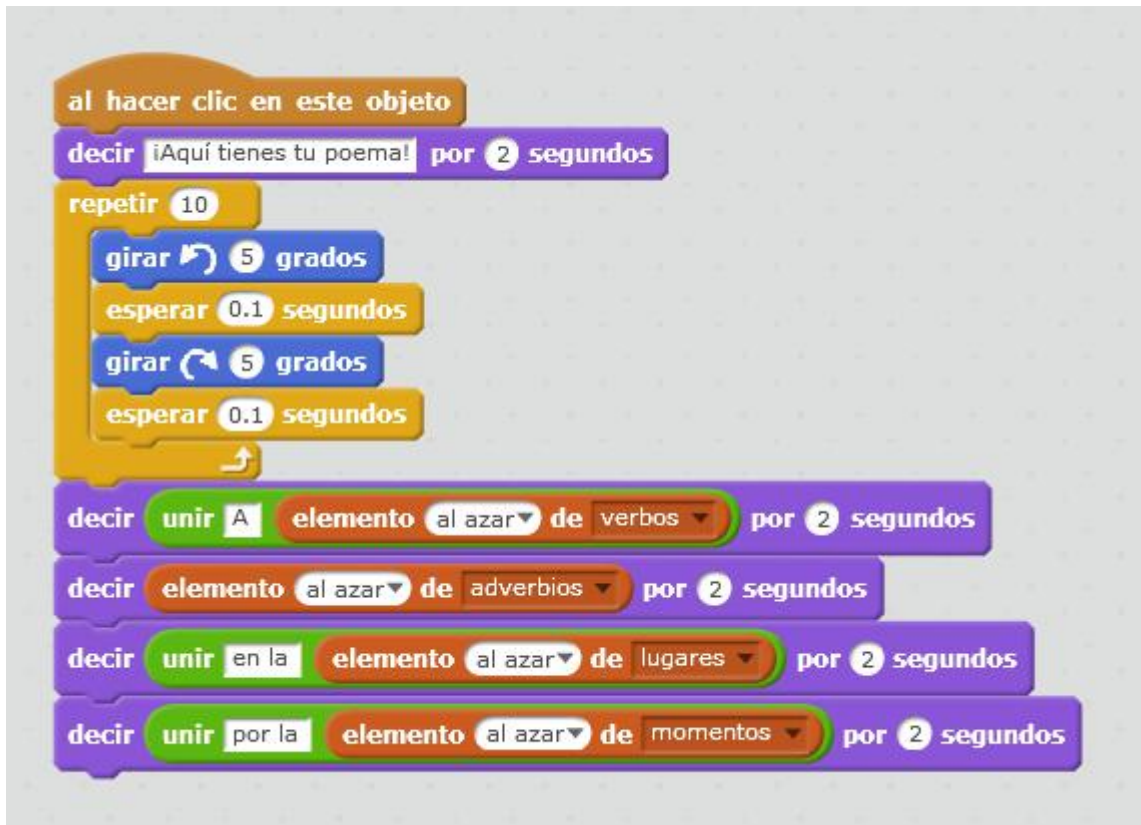 al hacer clic en este objeto
decir ¡Aquí tienes tu poema! por 2 segundos
repetir 10
girar 5 grados
esperar 0.1 segundos
girar 5 grados
esperar 0.1 segundos
decir unir A elemento al azar de verbos por 2 segundos
decir elemento al azar de adverbios por 2 segundos
decir unir en la elemento al azar de lugares por 2 segundos
decir unir por la elemento al azar de momentos por 2 segundos